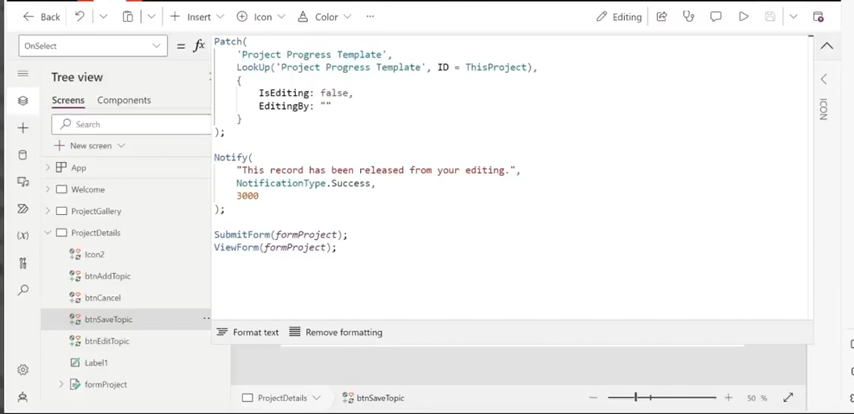 Back
Insert
Icon
Color
Editing
OnSelect
= fx
Patch(
'Project Progress Template',
LookUp('Project Progress Template', ID = ThisProject),
{
IsEditing: false,
EditingBy: ""
}
);
Notify(
"This record has been released from your editing.",
NotificationType.Success,
3000
);
SubmitForm(formProject);
ViewForm(formProject);
Format text
Remove formatting
Tree view
Screens
Components
Search
New screen
App
Welcome
ProjectGallery
ProjectDetails
Icon2
btnAddTopic
btnCancel
btnSaveTopic
btnEditTopic
Label1
formProject
ICON
ProjectDetails
btnSaveTopic
50 %